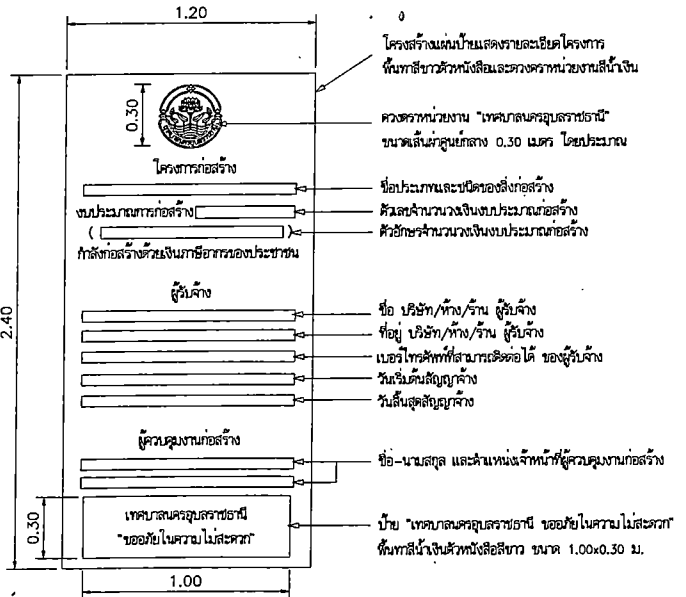 1.20
โครงสร้างแผ่นป้ายแสดงรายละเอียดโครงการ
พื้นทาสีขาวตัวหนังสือและดวงตราหน่วยงานสีน้ำเงิน
0.30
ดวงตราหน่วยงาน "เทศบาลนครอุบลราชธานี"
ขนาดเส้นผ่าศูนย์กลาง 0.30 เมตร โดยประมาณ
โครงการก่อสร้าง
ชื่อประเภทและชนิดของสิ่งก่อสร้าง
งบประมาณการก่อสร้าง
ตัวเลขจำนวนวงเงินงบประมาณก่อสร้าง
( )
ตัวอักษรจำนวนวงเงินงบประมาณก่อสร้าง
กำลังก่อสร้างด้วยเงินภาษีอากรของประชาชน
2.40
ผู้รับจ้าง
ชื่อ บริษัท/ห้าง/ร้าน ผู้รับจ้าง
ที่อยู่ บริษัท/ห้าง/ร้าน ผู้รับจ้าง
เบอร์โทรศัพท์ที่สามารถติดต่อได้ ของผู้รับจ้าง
วันเริ่มต้นสัญญาจ้าง
วันสิ้นสุดสัญญาจ้าง
ผู้ควบคุมงานก่อสร้าง
ชื่อ-นามสกุล และตำแหน่งเจ้าหน้าที่ผู้ควบคุมงานก่อสร้าง
0.30
เทศบาลนครอุบลราชธานี
"ขออภัยในความไม่สะดวก"
ป้าย "เทศบาลนครอุบลราชธานี ขออภัยในความไม่สะดวก"
พื้นทาสีน้ำเงินตัวหนังสือสีขาว ขนาด 1.00x0.30 ม.
1.00